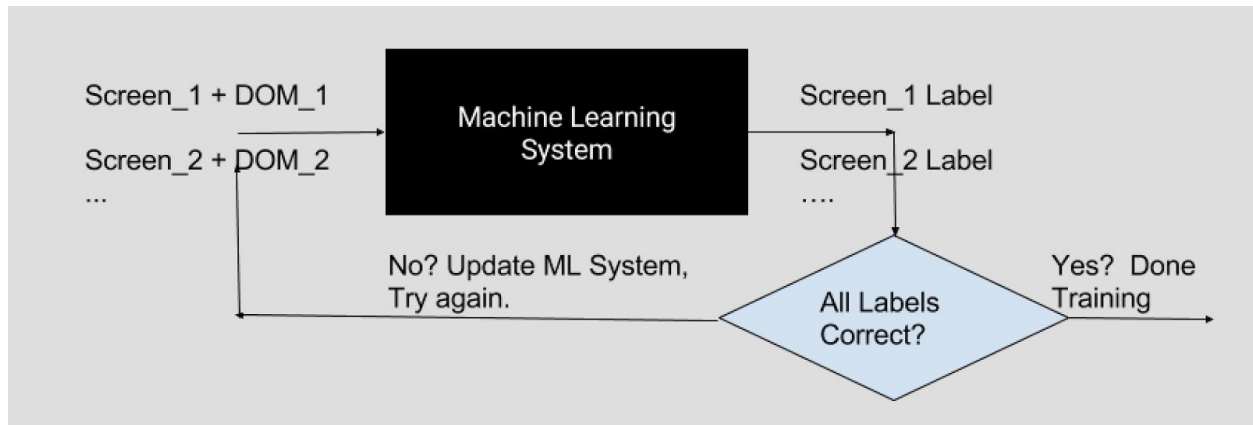 Screen_1 + DOM_1
Screen_2 + DOM_2
...
Machine Learning
System
Screen_1 Label
Screen_2 Label
....
No? Update ML System,
Try again.
All Labels
Correct?
Yes?  Done
Training